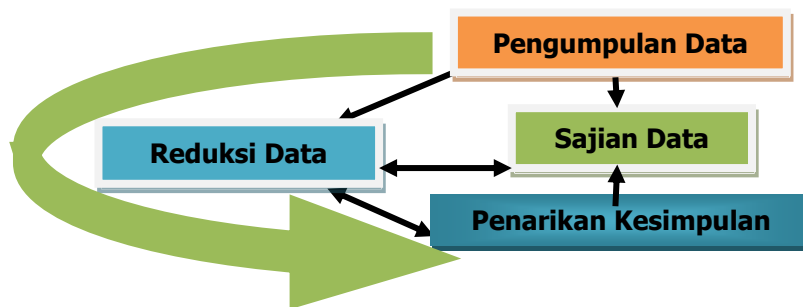 Pengumpulan Data
Sajian Data
Reduksi Data
Penarikan Kesimpulan